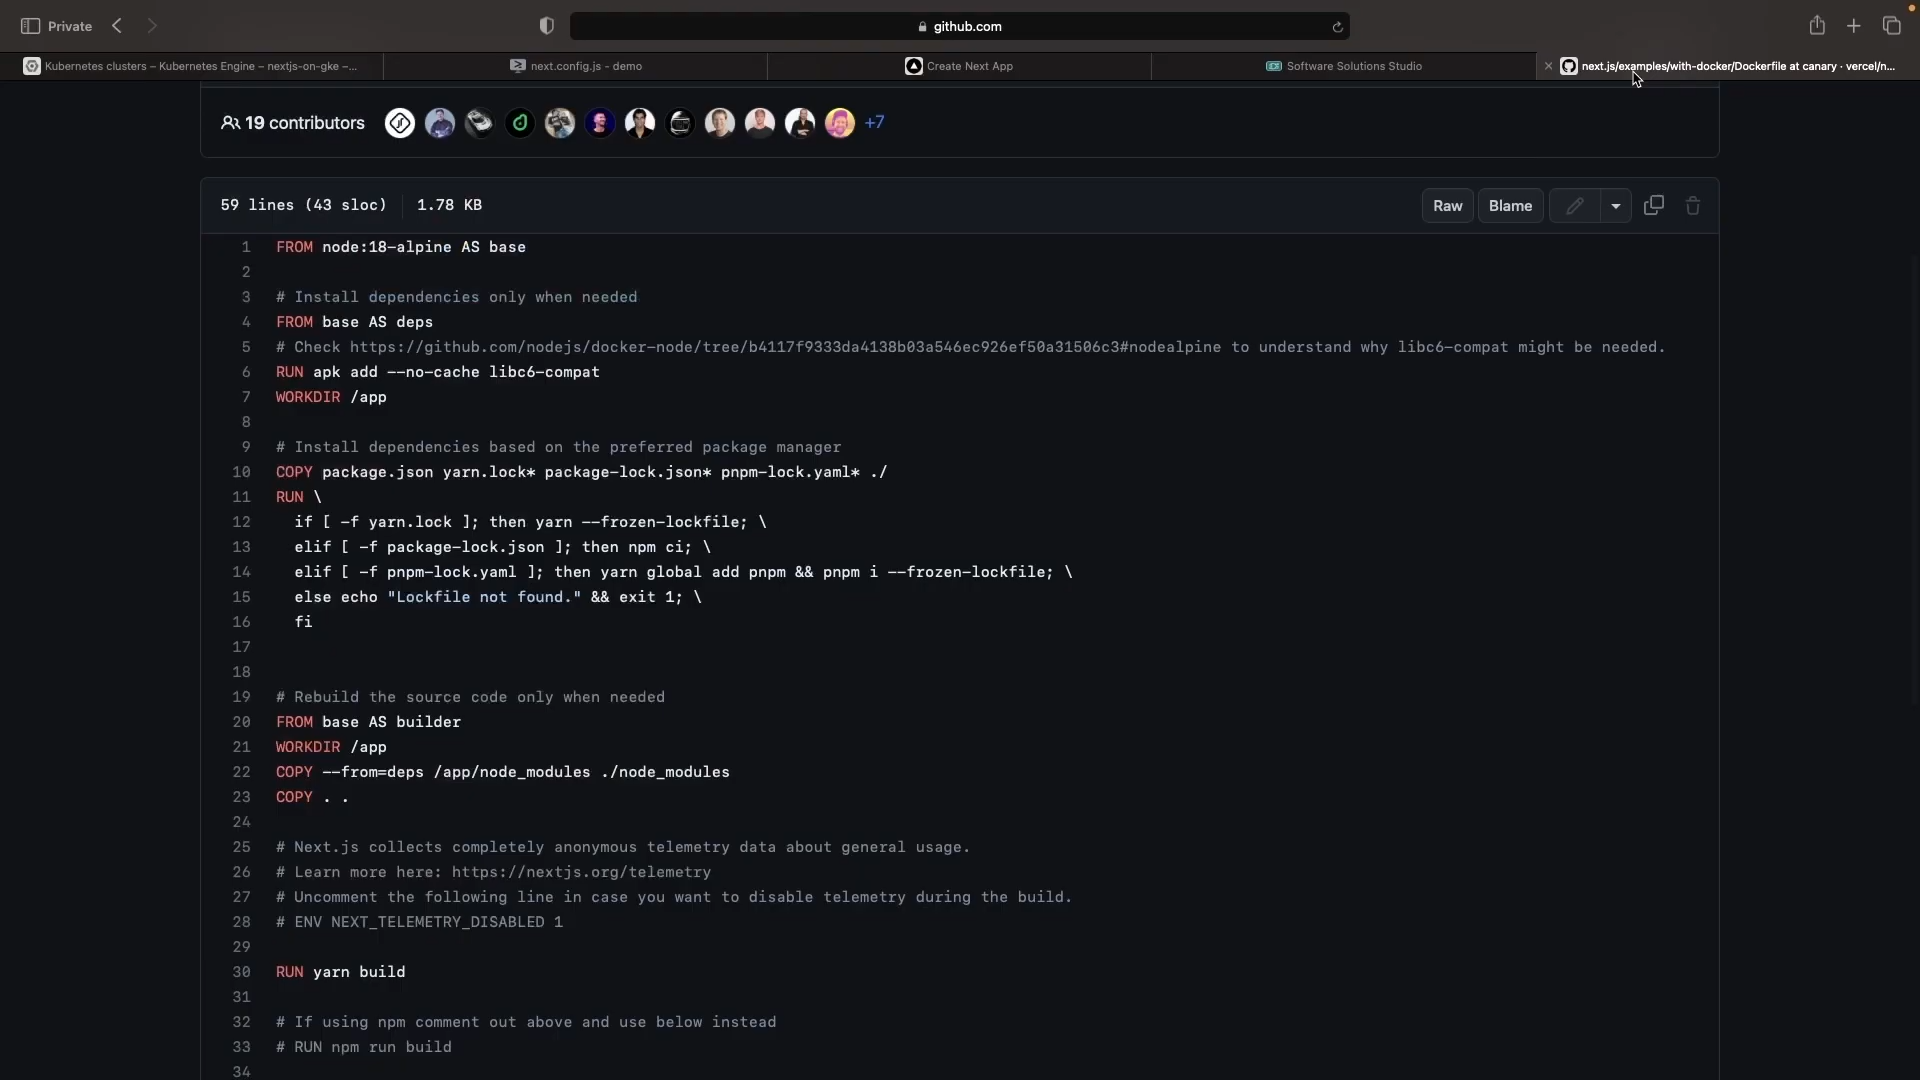 Private
github.com
Kubernetes clusters – Kubernetes Engine – nextjs-on-gke –...
next.config.js - demo
Create Next App
Software Solutions Studio
next.js/examples/with-docker/Dockerfile at canary · vercel/n...
19 contributors
+7
59 lines (43 sloc)
1.78 KB
Raw
Blame
1 FROM node:18-alpine AS base
2
3 # Install dependencies only when needed
4 FROM base AS deps
5 # Check https://github.com/nodejs/docker-node/tree/b4117f9333da4138b03a546ec926ef50a31506c3#nodealpine to understand why libc6-compat might be needed.
6 RUN apk add --no-cache libc6-compat
7 WORKDIR /app
8
9 # Install dependencies based on the preferred package manager
10 COPY package.json yarn.lock* package-lock.json* pnpm-lock.yaml* ./
11 RUN \
12 if [ -f yarn.lock ]; then yarn --frozen-lockfile; \
13 elif [ -f package-lock.json ]; then npm ci; \
14 elif [ -f pnpm-lock.yaml ]; then yarn global add pnpm && pnpm i --frozen-lockfile; \
15 else echo "Lockfile not found." && exit 1; \
16 fi
17
18
19 # Rebuild the source code only when needed
20 FROM base AS builder
21 WORKDIR /app
22 COPY --from=deps /app/node_modules ./node_modules
23 COPY . .
24
25 # Next.js collects completely anonymous telemetry data about general usage.
26 # Learn more here: https://nextjs.org/telemetry
27 # Uncomment the following line in case you want to disable telemetry during the build.
28 # ENV NEXT_TELEMETRY_DISABLED 1
29
30 RUN yarn build
31
32 # If using npm comment out above and use below instead
33 # RUN npm run build
34